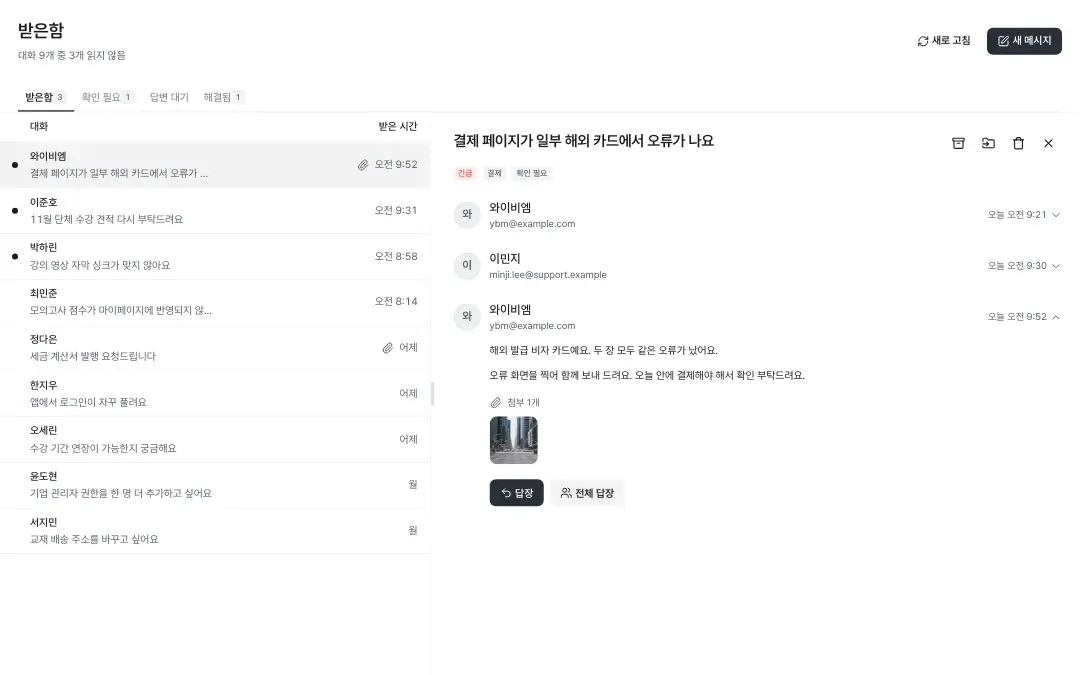 받은함
대화 9개 중 3개 읽지 않음
새로 고침
새 메시지
받은함 3
확인 필요 1
답변 대기
해결됨 1
대화
받은 시간
와이비엠
결제 페이지가 일부 해외 카드에서 오류가 ...
오전 9:52
이준호
11월 단체 수강 견적 다시 부탁드려요
오전 9:31
박하린
강의 영상 자막 싱크가 맞지 않아요
오전 8:58
최민준
모의고사 점수가 마이페이지에 반영되지 않...
오전 8:14
정다은
세금 계산서 발행 요청드립니다
어제
한지우
앱에서 로그인이 자꾸 풀려요
어제
오세린
수강 기간 연장이 가능한지 궁금해요
어제
윤도현
기업 관리자 권한을 한 명 더 추가하고 싶어요
월
서지민
교재 배송 주소를 바꾸고 싶어요
월
결제 페이지가 일부 해외 카드에서 오류가 나요
긴급
결제
확인 필요
와
와이비엠
ybm@example.com
오늘 오전 9:21
이
이민지
minji.lee@support.example
오늘 오전 9:30
와
와이비엠
ybm@example.com
오늘 오전 9:52
해외 발급 비자 카드예요. 두 장 모두 같은 오류가 났어요.
오류 화면을 찍어 함께 보내 드려요. 오늘 안에 결제해야 해서 확인 부탁드려요.
첨부 1개
답장
전체 답장